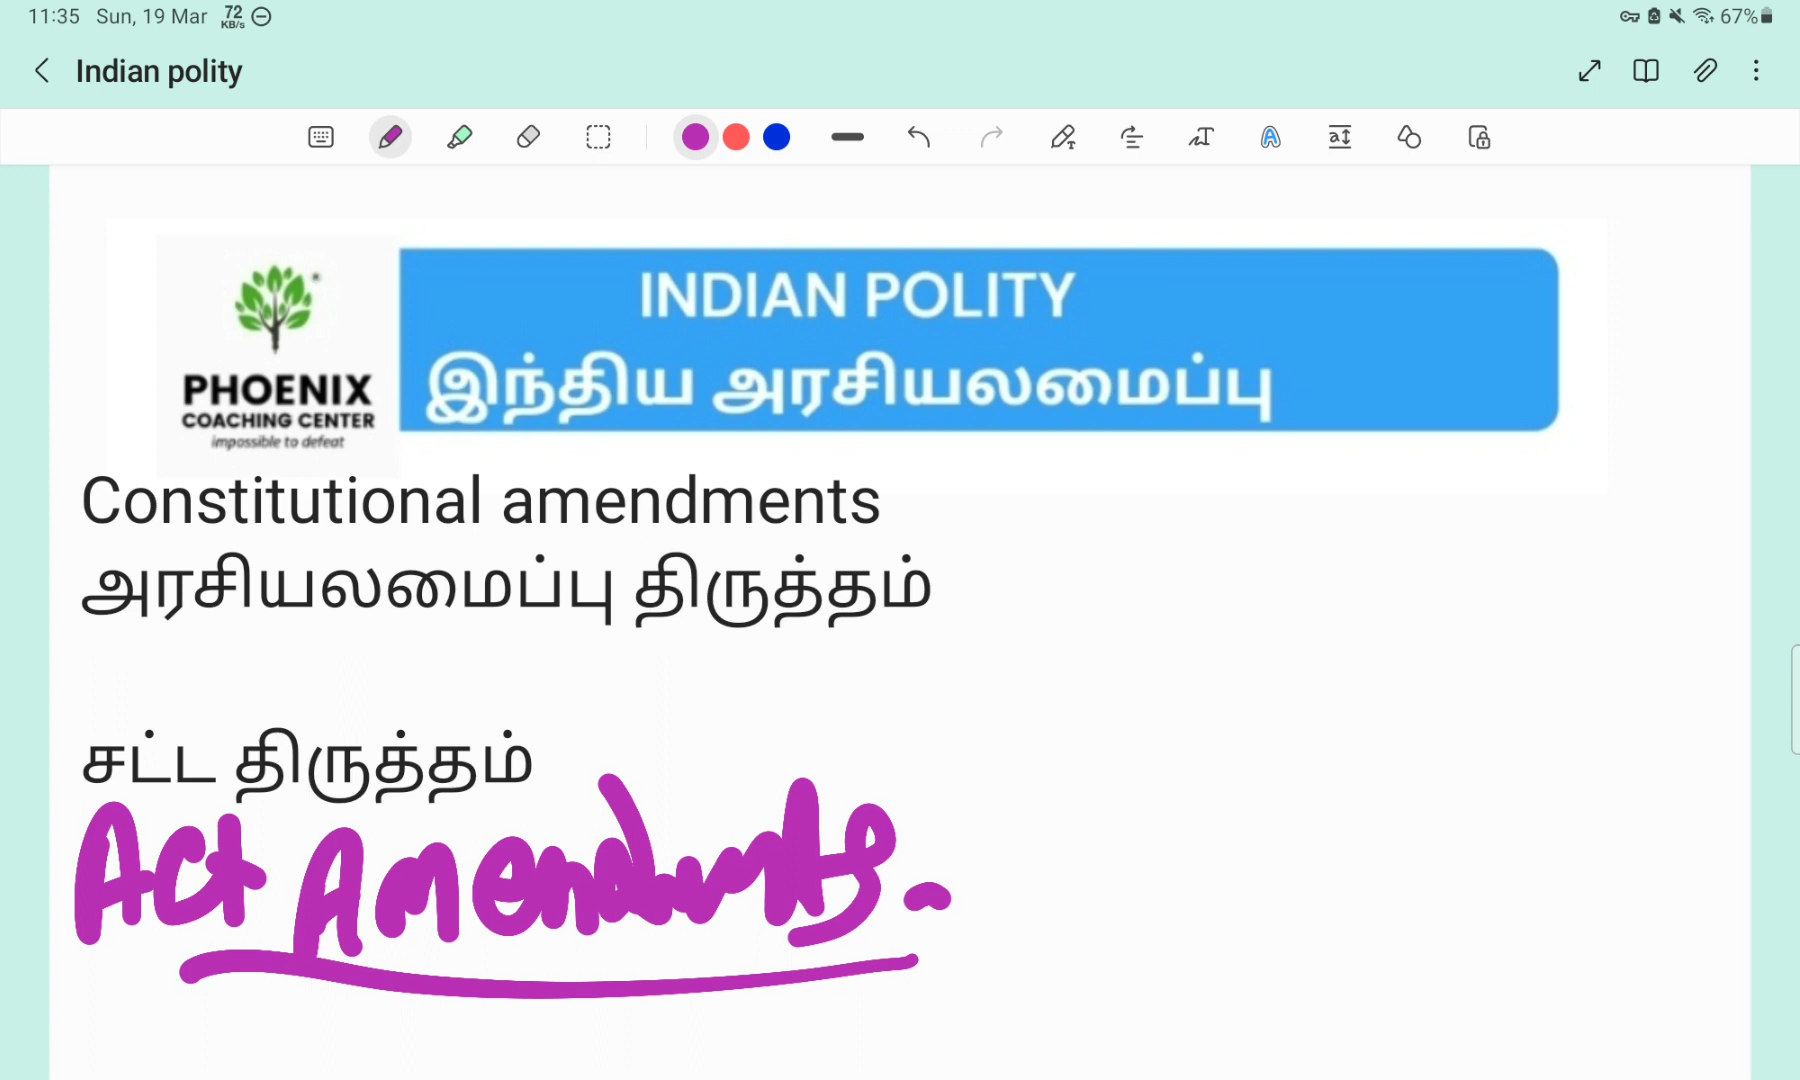 11:35 Sun, 19 Mar 72 KB/s 67%
Indian polity
INDIAN POLITY
இந்திய அரசியலமைப்பு
PHOENIX
COACHING CENTER
impossible to defeat
Constitutional amendments
அரசியலமைப்பு திருத்தம்
சட்ட திருத்தம்
Act Amendments.